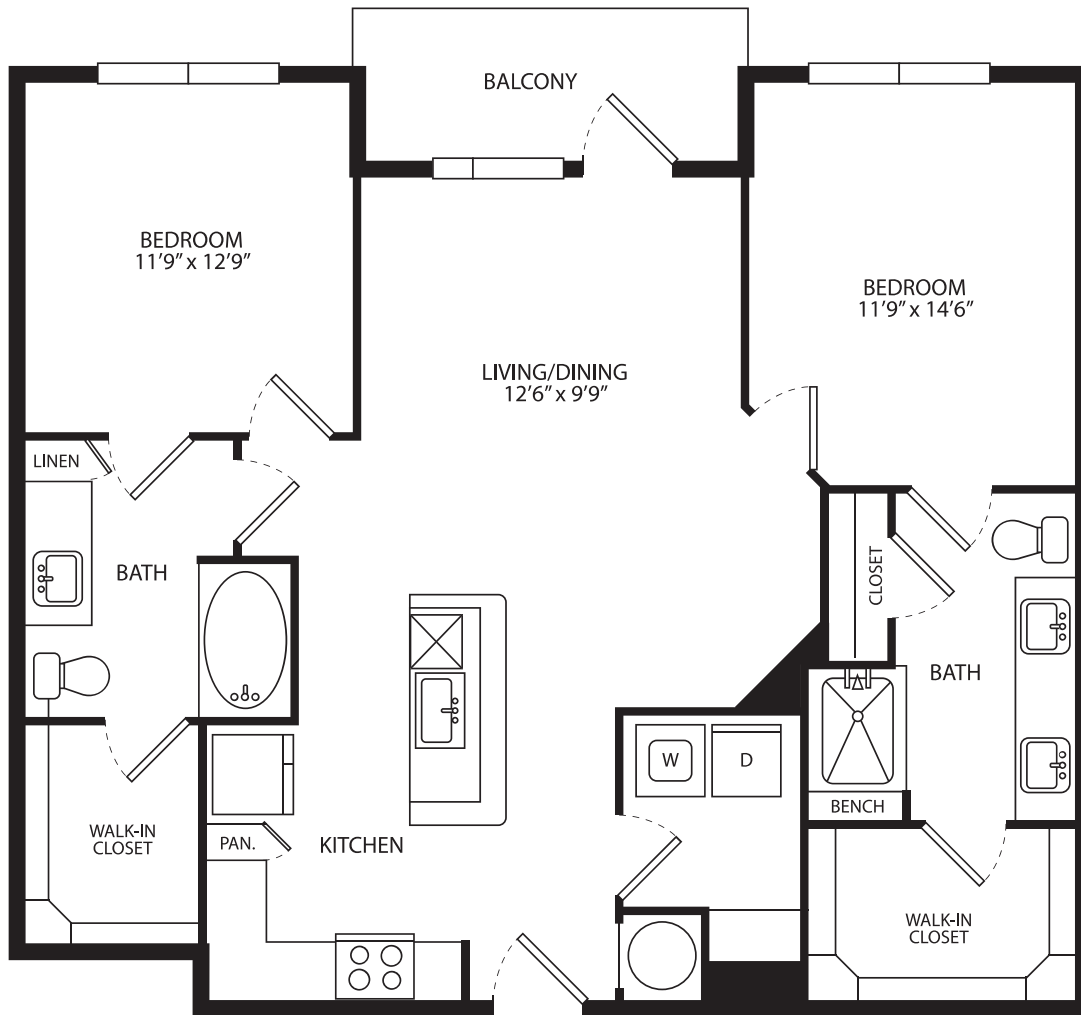 BALCONY
BEDROOM
11'9” x 12'9”
BEDROOM
11'9” x 14'6”
LIVING/DINING
12'6” x 9'9”
LINEN
BATH
CLOSET
BATH
W
D
BENCH
WALK-IN
CLOSET
PAN.
KITCHEN
WALK-IN
CLOSET